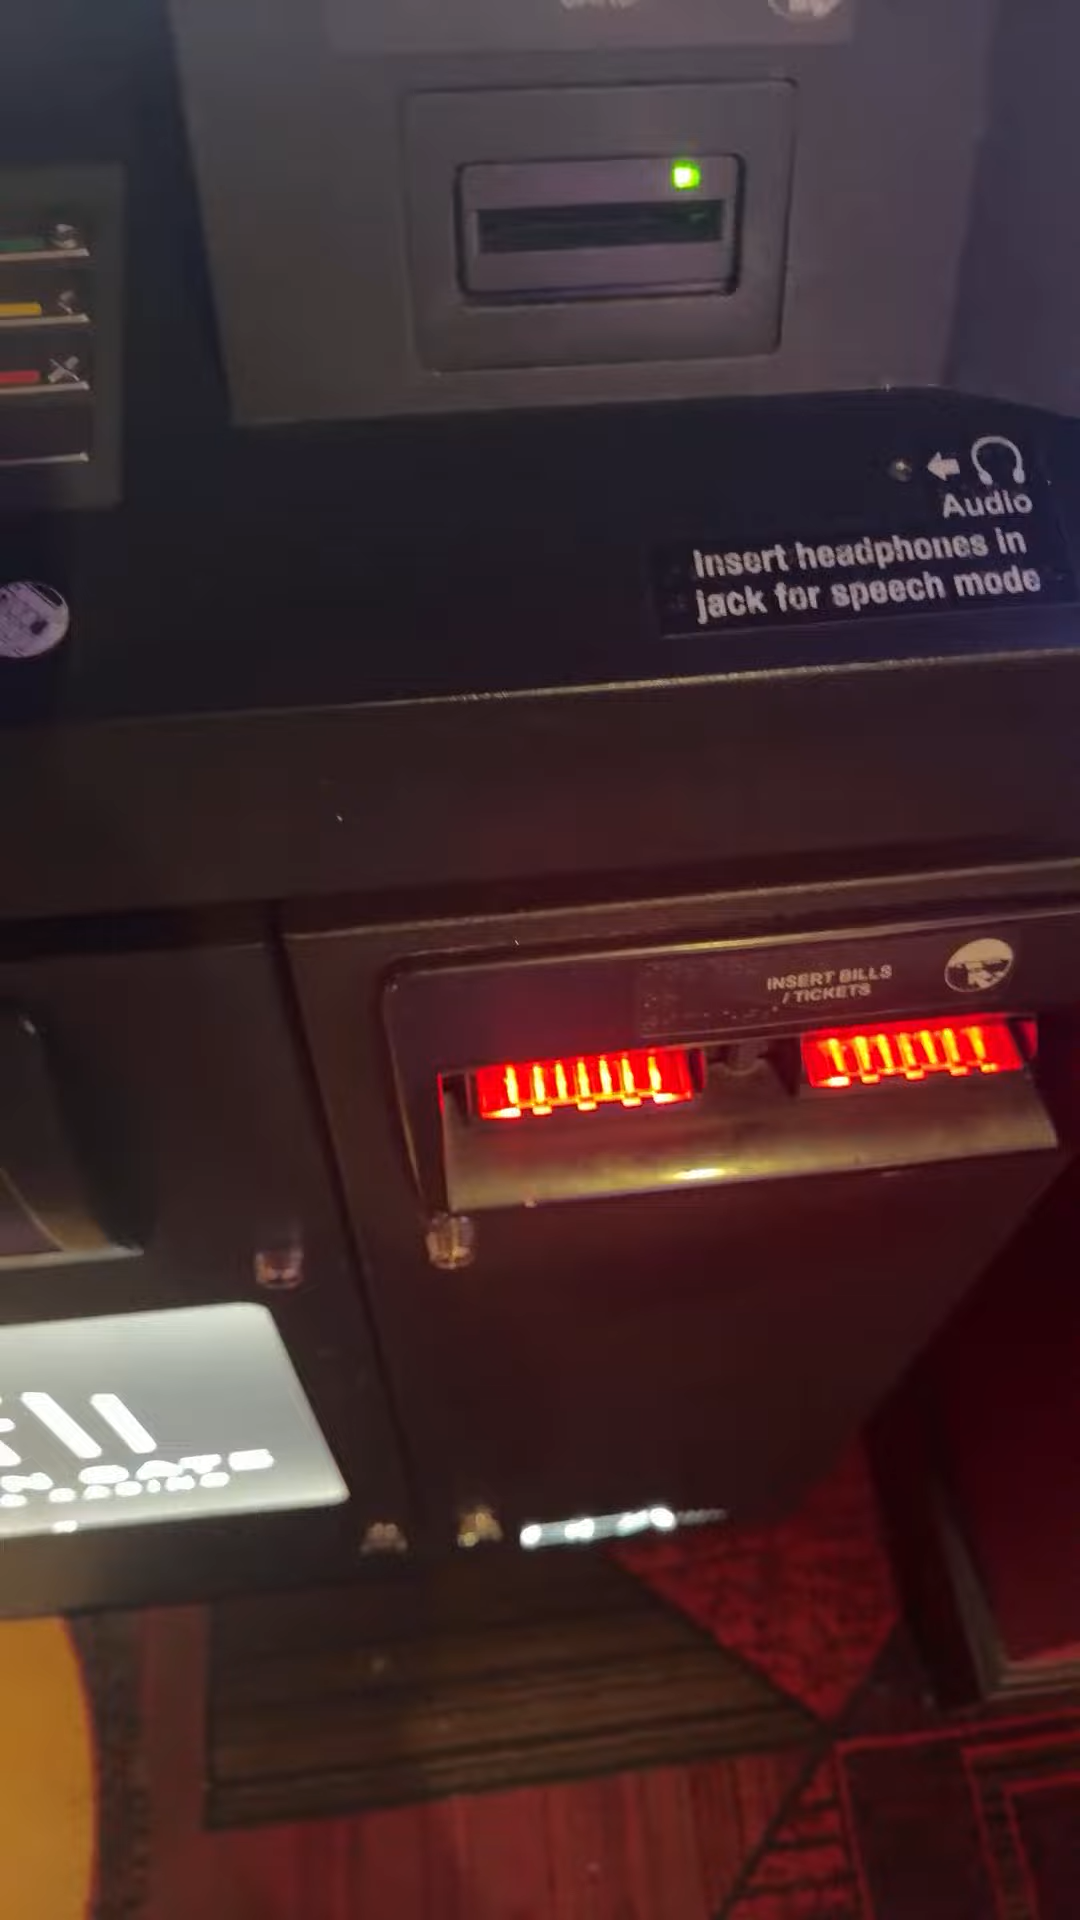 Audio
Insert headphones in
jack for speech mode
INSERT BILLS
/ TICKETS